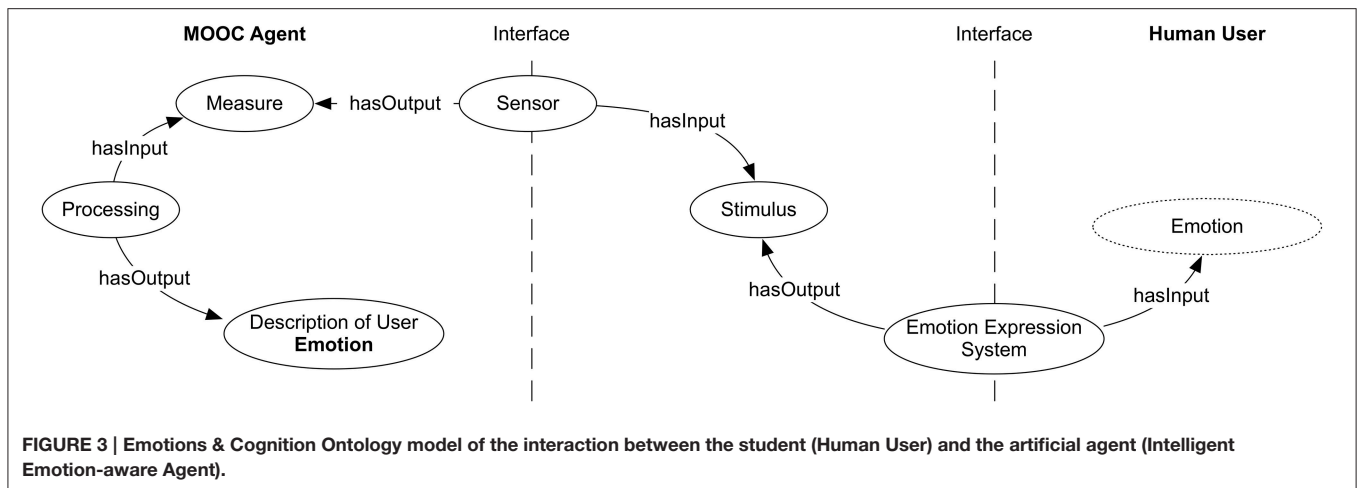 MOOC Agent
Interface
Interface
Human User
Measure
hasOutput
Sensor
hasInput
hasInput
Processing
Stimulus
Emotion
hasOutput
hasOutput
hasInput
Description of User
Emotion
Emotion Expression
System
FIGURE 3 | Emotions & Cognition Ontology model of the interaction between the student (Human User) and the artificial agent (Intelligent
Emotion-aware Agent).